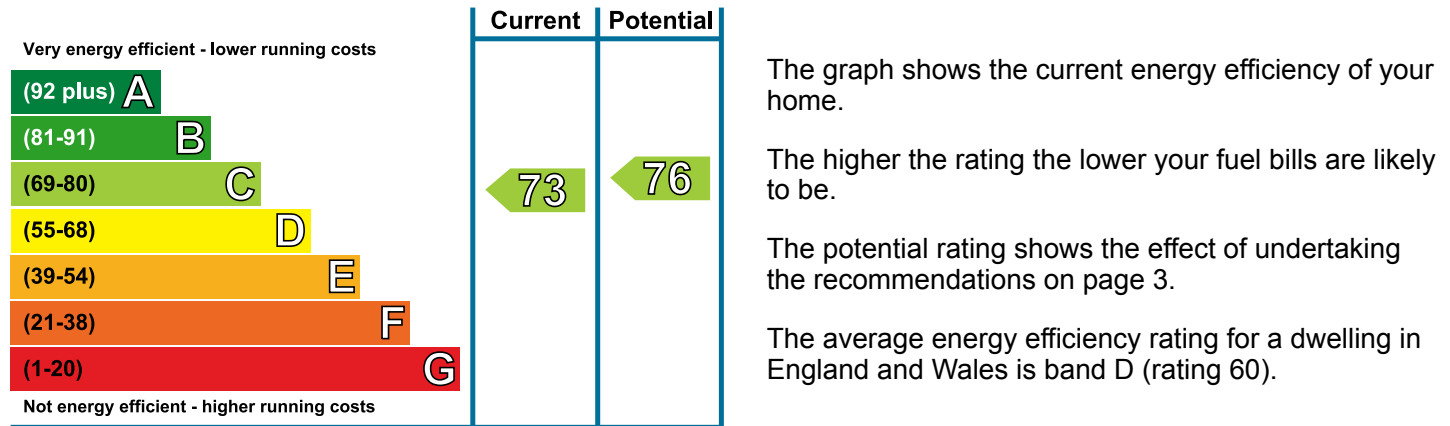 Current Potential
Very energy efficient - lower running costs
(92 plus) A
(81-91) B
(69-80) C
73 76
(55-68) D
(39-54) E
(21-38) F
(1-20) G
Not energy efficient - higher running costs
The graph shows the current energy efficiency of your
home.
The higher the rating the lower your fuel bills are likely
to be.
The potential rating shows the effect of undertaking
the recommendations on page 3.
The average energy efficiency rating for a dwelling in
England and Wales is band D (rating 60).